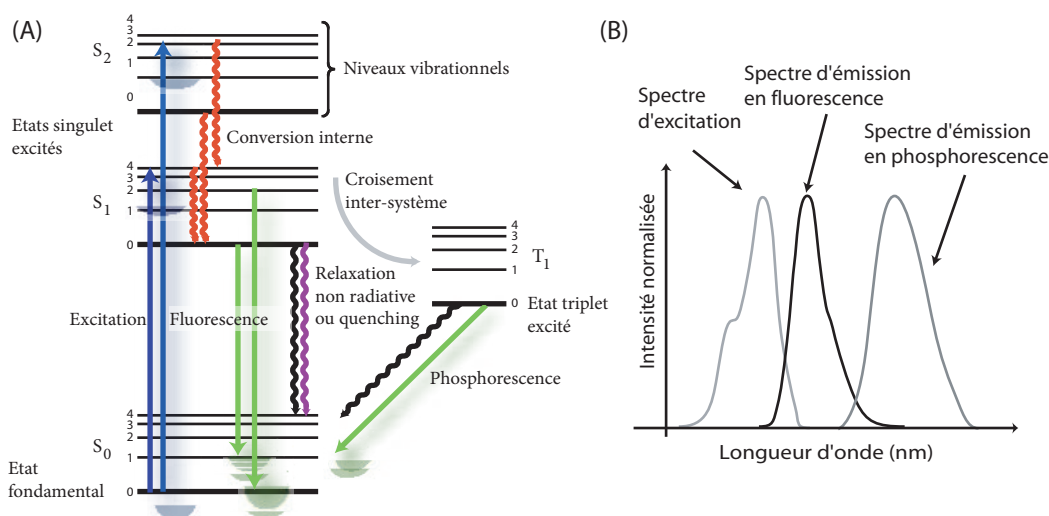 (A)
4
3
2
1
0
S2
Niveaux vibrationnels
Etats singulet
excités
Conversion interne
4
3
2
1
0
S1
Croisement
inter-système
4
3
2
1
0
T1
Etat triplet
excité
Excitation
Fluorescence
Relaxation
non radiative
ou quenching
Phosphorescence
4
3
2
1
0
S0
Etat
fondamental
(B)
Spectre
d'excitation
Spectre d'émission
en fluorescence
Spectre d'émission
en phosphorescence
Intensité normalisée
Longueur d'onde (nm)